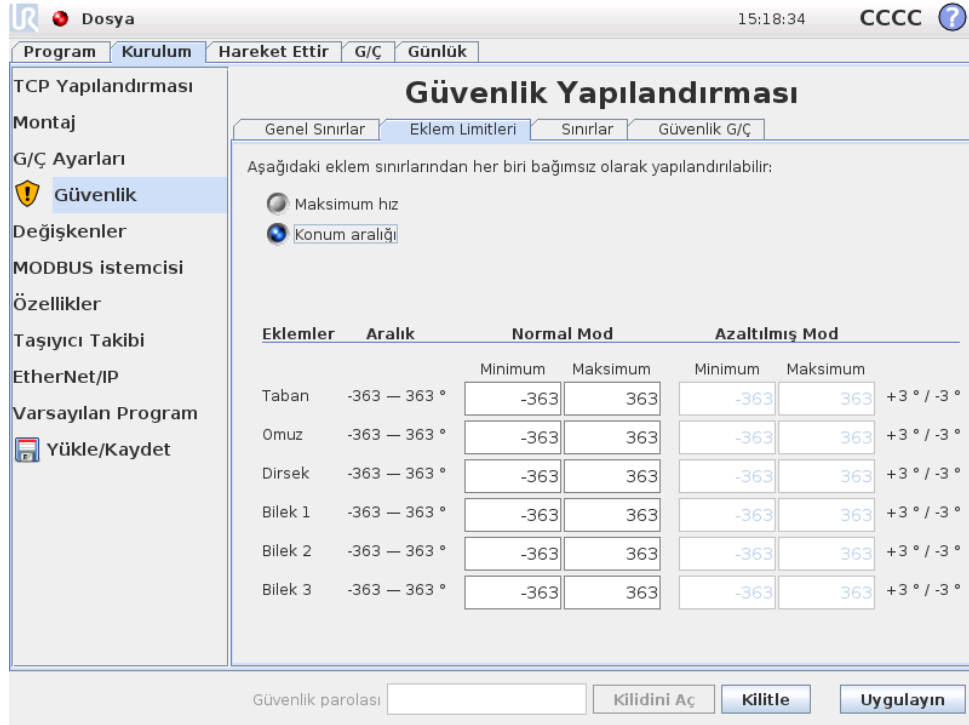 UR Dosya 15:18:34 CCCC ?
Program Kurulum Hareket Ettir G/Ç Günlük
TCP Yapılandırması
Montaj
G/Ç Ayarları
Güvenlik
Değişkenler
MODBUS istemcisi
Özellikler
Taşıyıcı Takibi
EtherNet/IP
Varsayılan Program
Yükle/Kaydet
Güvenlik Yapılandırması
Genel Sınırlar Eklem Limitleri Sınırlar Güvenlik G/Ç
Aşağıdaki eklem sınırlarından her biri bağımsız olarak yapılandırılabilir:
Maksimum hız
Konum aralığı
Eklemler Aralık Normal Mod Azaltılmış Mod
Minimum Maksimum Minimum Maksimum
Taban -363 — 363 ° -363 363 -363 363 +3 ° / -3 °
Omuz -363 — 363 ° -363 363 -363 363 +3 ° / -3 °
Dirsek -363 — 363 ° -363 363 -363 363 +3 ° / -3 °
Bilek 1 -363 — 363 ° -363 363 -363 363 +3 ° / -3 °
Bilek 2 -363 — 363 ° -363 363 -363 363 +3 ° / -3 °
Bilek 3 -363 — 363 ° -363 363 -363 363 +3 ° / -3 °
Güvenlik parolası Kilidini Aç Kilitle Uygulayın